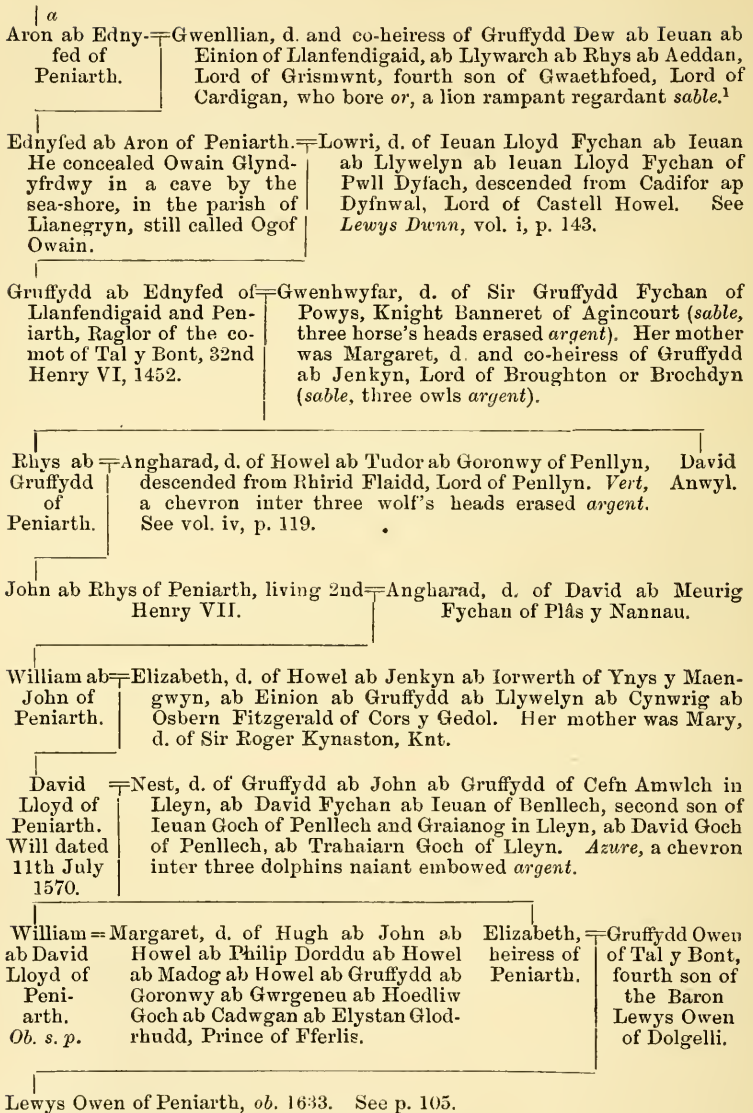 a
Aron ab Edny-
fed of
Peniarth.
Gwenllian, d. and co-heiress of Gruffydd Dew ab Ieuan ab
Einion of Llanfendigaid, ab Llywarch ab Rhys ab Aeddan,
Lord of Grismwnt, fourth son of Gwaethfoed, Lord of
Cardigan, who bore or, a lion rampant regardant sable.¹
Ednyfed ab Aron of Peniarth.
He concealed Owain Glynd-
yfrdwy in a cave by the
sea-shore, in the parish of
Llanegryn, still called Ogof
Owain.
Lowri, d. of Ieuan Lloyd Fychan ab Ieuan
ab Llywelyn ab Ieuan Lloyd Fychan of
Pwll Dyfach, descended from Cadifor ap
Dyfnwal, Lord of Castell Howel. See
Lewys Dwnn, vol. i, p. 143.
Gruffydd ab Ednyfed of
Llanfendigaid and Pen-
iarth, Raglor of the co-
mot of Tal y Bont, 32nd
Henry VI, 1452.
Gwenhwyfar, d. of Sir Gruffydd Fychan of
Powys, Knight Banneret of Agincourt (sable,
three horse's heads erased argent). Her mother
was Margaret, d. and co-heiress of Gruffydd
ab Jenkyn, Lord of Broughton or Brochdyn
(sable, three owls argent).
Rhys ab
Gruffydd
of
Peniarth.
Angharad, d. of Howel ab Tudor ab Goronwy of Penllyn,
descended from Rhirid Flaidd, Lord of Penllyn. Vert,
a chevron inter three wolf's heads erased argent.
See vol. iv, p. 119.
David
Anwyl.
John ab Rhys of Peniarth, living 2nd
Henry VII.
Angharad, d. of David ab Meurig
Fychan of Plâs y Nannau.
William ab
John of
Peniarth.
Elizabeth, d. of Howel ab Jenkyn ab Iorwerth of Ynys y Maen-
gwyn, ab Einion ab Gruffydd ab Llywelyn ab Cynwrig ab
Osbern Fitzgerald of Cors y Gedol. Her mother was Mary,
d. of Sir Roger Kynaston, Knt.
David
Lloyd of
Peniarth.
Will dated
11th July
1570.
Nest, d. of Gruffydd ab John ab Gruffydd of Cefn Amwlch in
Lleyn, ab David Fychan ab Ieuan of Benllech, second son of
Ieuan Goch of Penllech and Graianog in Lleyn, ab David Goch
of Penllech, ab Trahaiarn Goch of Lleyn. Azure, a chevron
inter three dolphins naiant embowed argent.
William
ab David
Lloyd of
Peni-
arth.
Ob. s. p.
= Margaret, d. of Hugh ab John ab
Howel ab Philip Dorddu ab Howel
ab Madog ab Howel ab Gruffydd ab
Goronwy ab Gwrgeneu ab Hoedliw
Goch ab Cadwgan ab Elystan Glod-
rhudd, Prince of Fferlis.
Elizabeth,
heiress of
Peniarth.
Gruffydd Owen
of Tal y Bont,
fourth son of
the Baron
Lewys Owen
of Dolgelli.
Lewys Owen of Peniarth, ob. 1633. See p. 105.